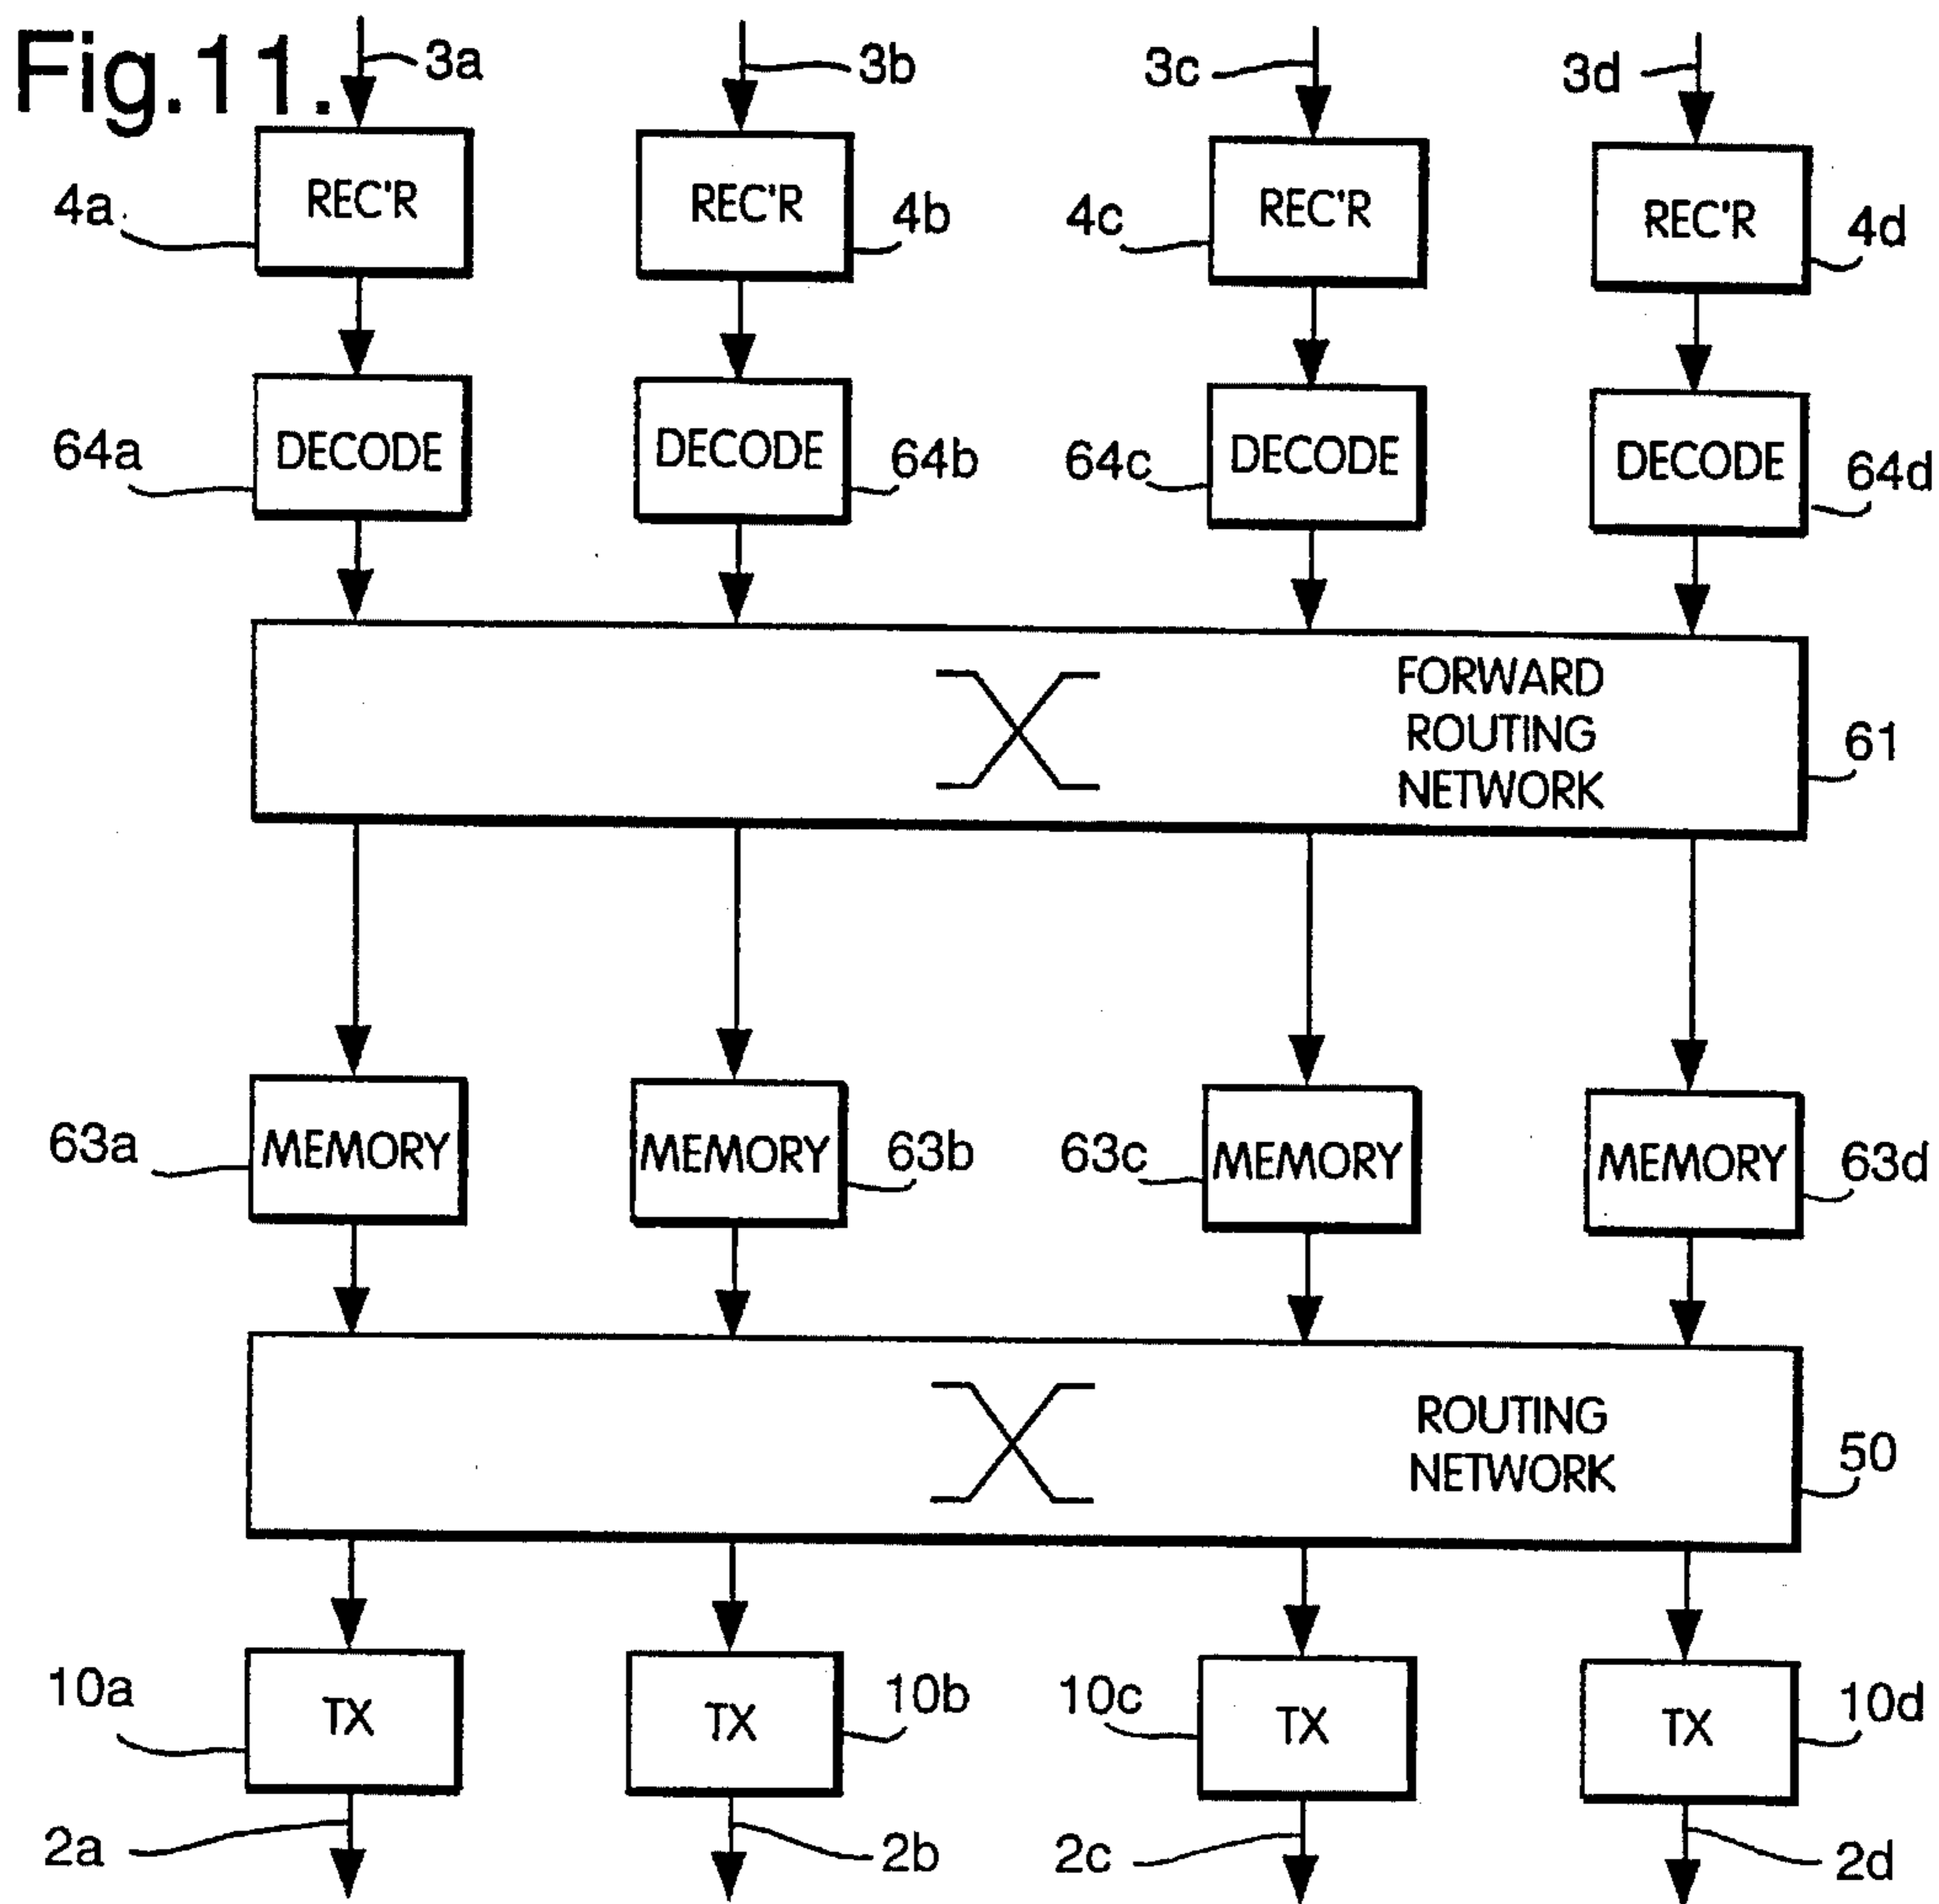 Fig.11.
3a
3b
3c
3d
REC'R
REC'R
REC'R
REC'R
4a
4b
4c
4d
DECODE
DECODE
DECODE
DECODE
64a
64b
64c
64d
FORWARD
ROUTING
NETWORK
61
MEMORY
MEMORY
MEMORY
MEMORY
63a
63b
63c
63d
ROUTING
NETWORK
50
TX
TX
TX
TX
10a
10b
10c
10d
2a
2b
2c
2d